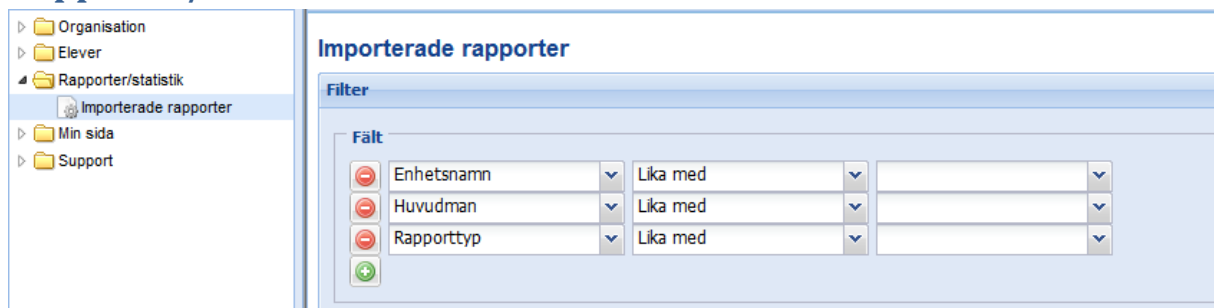 Organisation
Elever
Rapporter/statistik
Importerade rapporter
Min sida
Support
Importerade rapporter
Filter
Fält
Enhetsnamn Lika med
Huvudman Lika med
Rapporttyp Lika med